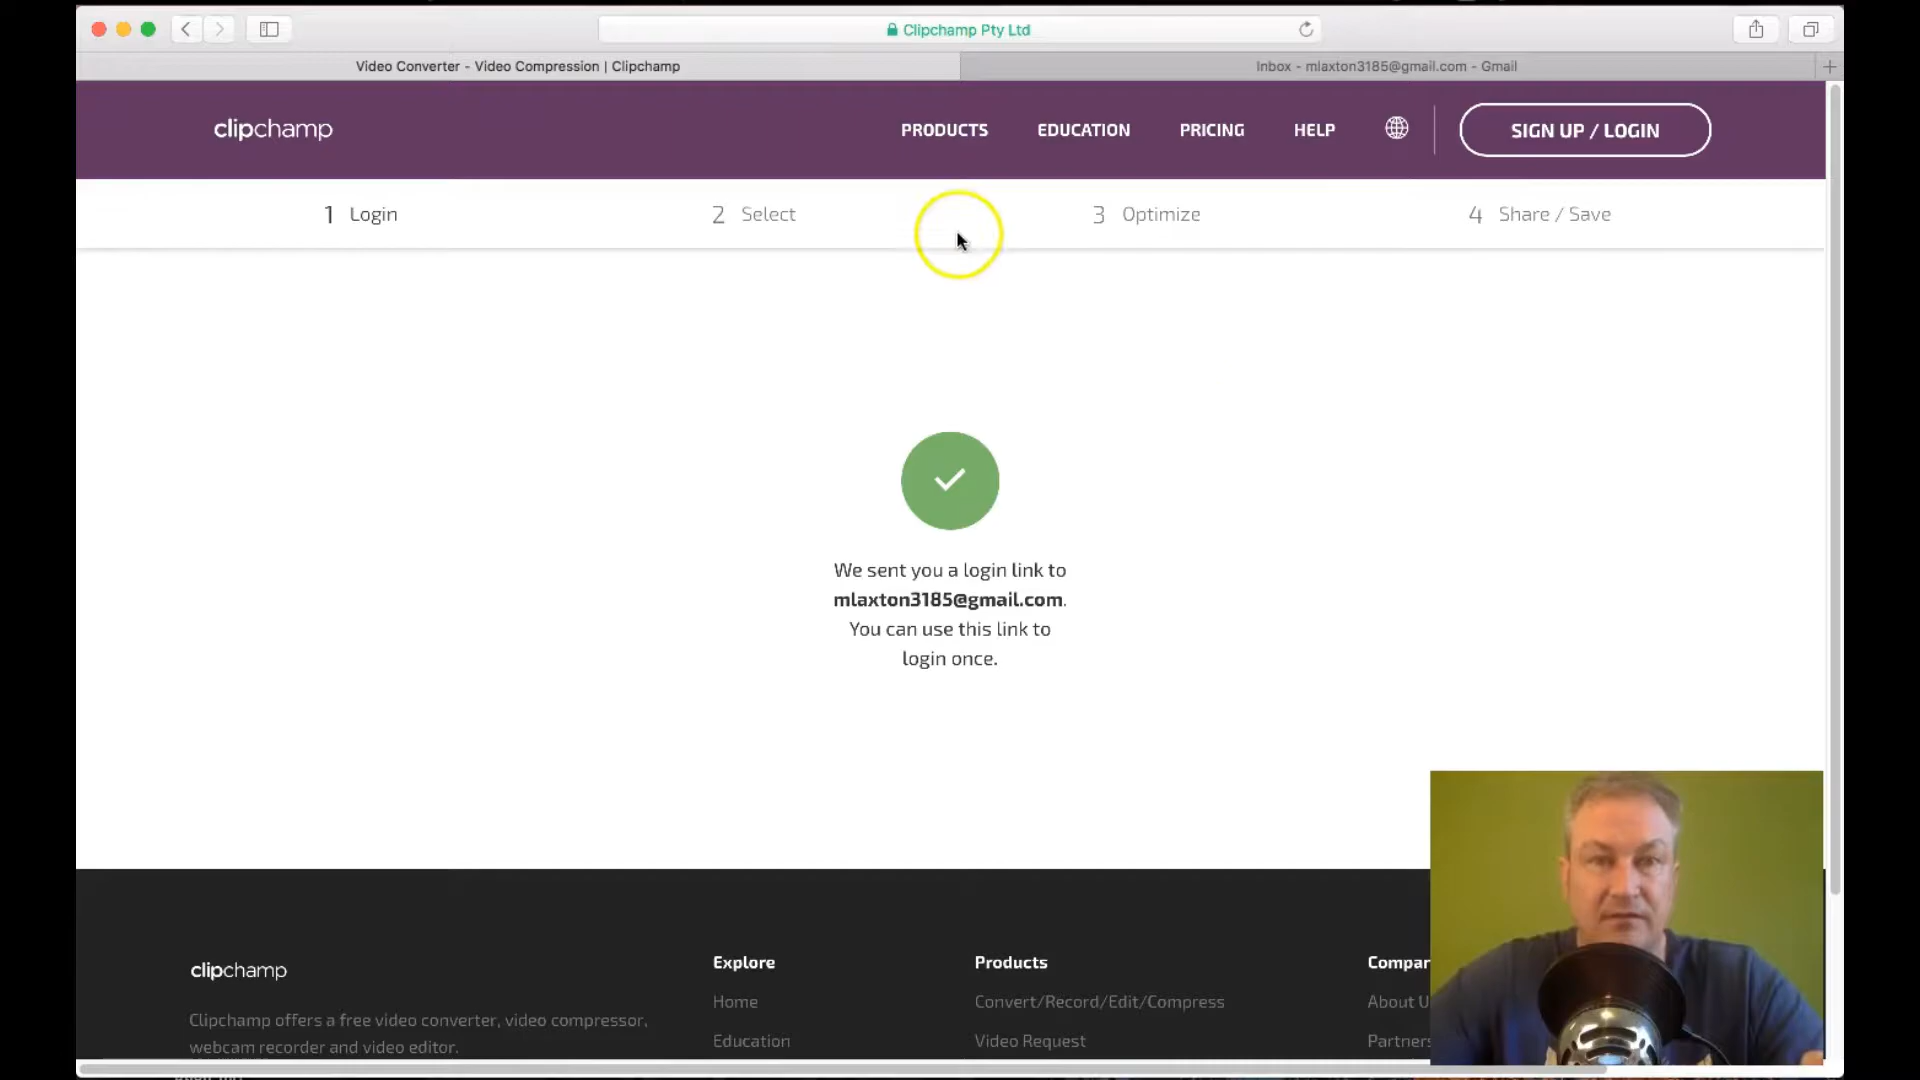 Clipchamp Pty Ltd
Video Converter - Video Compression | Clipchamp
Inbox - mlaxton3185@gmail.com - Gmail
clipchamp
PRODUCTS
EDUCATION
PRICING
HELP
SIGN UP / LOGIN
1 Login
2 Select
3 Optimize
4 Share / Save
We sent you a login link to
mlaxton3185@gmail.com.
You can use this link to
login once.
clipchamp
Clipchamp offers a free video converter, video compressor,
webcam recorder and video editor.
Explore
Home
Education
Products
Convert/Record/Edit/Compress
Video Request
Compar
About U
Partners